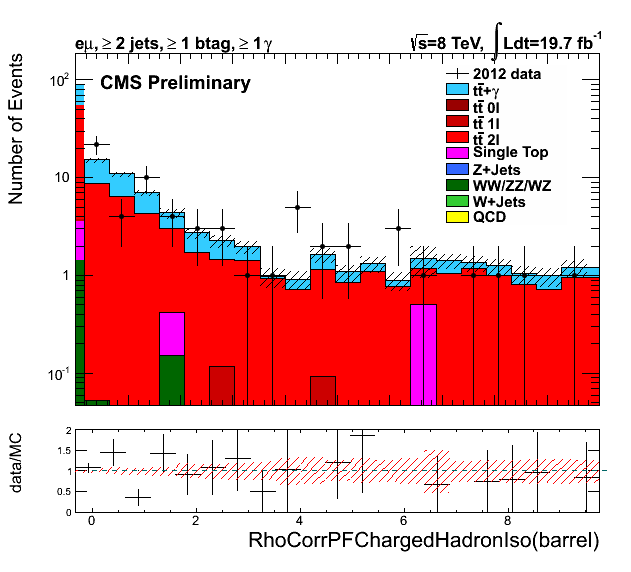 eμ, ≥ 2 jets, ≥ 1 btag, ≥ 1γ
√s=8 TeV, ∫Ldt=19.7 fb⁻¹
CMS Preliminary
2012 data
tt̄+γ
tt̄ 0l
tt̄ 1l
tt̄ 2l
Single Top
Z+Jets
WW/ZZ/WZ
W+Jets
QCD
Number of Events
10²
10
1
10⁻¹
data/MC
2
1.5
1
0.5
0
0 2 4 6 8
RhoCorrPFChargedHadronIso(barrel)